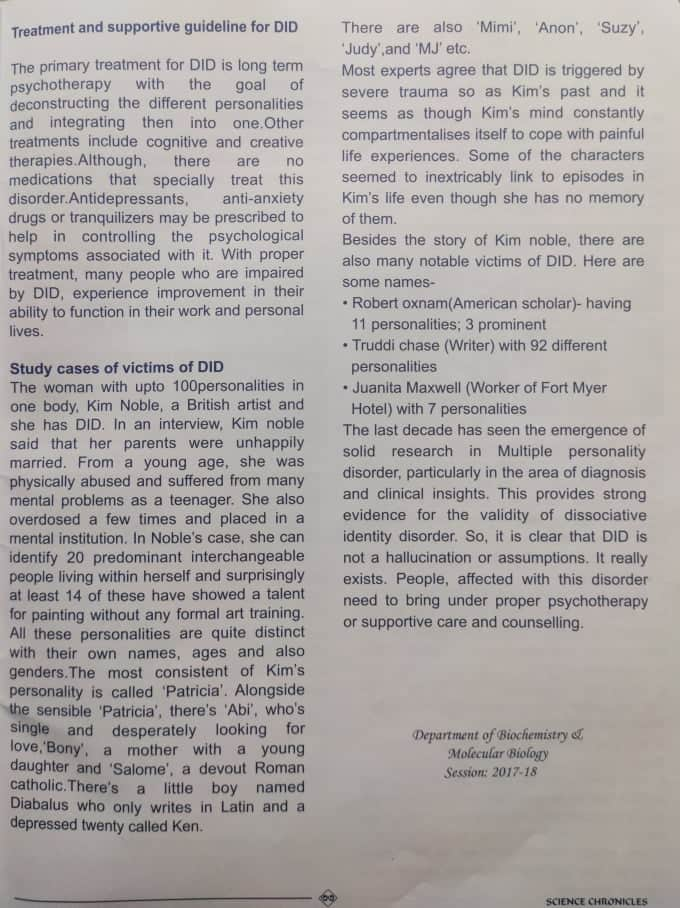 Treatment and supportive guideline for DID
The primary treatment for DID is long term
psychotherapy with the goal of
deconstructing the different personalities
and integrating then into one.Other
treatments include cognitive and creative
therapies.Although, there are no
medications that specially treat this
disorder.Antidepressants, anti-anxiety
drugs or tranquilizers may be prescribed to
help in controlling the psychological
symptoms associated with it. With proper
treatment, many people who are impaired
by DID, experience improvement in their
ability to function in their work and personal
lives.
Study cases of victims of DID
The woman with upto 100personalities in
one body, Kim Noble, a British artist and
she has DID. In an interview, Kim noble
said that her parents were unhappily
married. From a young age, she was
physically abused and suffered from many
mental problems as a teenager. She also
overdosed a few times and placed in a
mental institution. In Noble's case, she can
identify 20 predominant interchangeable
people living within herself and surprisingly
at least 14 of these have showed a talent
for painting without any formal art training.
All these personalities are quite distinct
with their own names, ages and also
genders.The most consistent of Kim's
personality is called 'Patricia'. Alongside
the sensible 'Patricia', there's 'Abi', who's
single and desperately looking for
love,'Bony', a mother with a young
daughter and 'Salome', a devout Roman
catholic.There's a little boy named
Diabalus who only writes in Latin and a
depressed twenty called Ken.
There are also 'Mimi', 'Anon', 'Suzy',
'Judy',and 'MJ' etc.
Most experts agree that DID is triggered by
severe trauma so as Kim's past and it
seems as though Kim's mind constantly
compartmentalises itself to cope with painful
life experiences. Some of the characters
seemed to inextricably link to episodes in
Kim's life even though she has no memory
of them.
Besides the story of Kim noble, there are
also many notable victims of DID. Here are
some names-
• Robert oxnam(American scholar)- having
11 personalities; 3 prominent
• Truddi chase (Writer) with 92 different
personalities
• Juanita Maxwell (Worker of Fort Myer
Hotel) with 7 personalities
The last decade has seen the emergence of
solid research in Multiple personality
disorder, particularly in the area of diagnosis
and clinical insights. This provides strong
evidence for the validity of dissociative
identity disorder. So, it is clear that DID is
not a hallucination or assumptions. It really
exists. People, affected with this disorder
need to bring under proper psychotherapy
or supportive care and counselling.
Department of Biochemistry &
Molecular Biology
Session: 2017-18
SCIENCE CHRONICLES